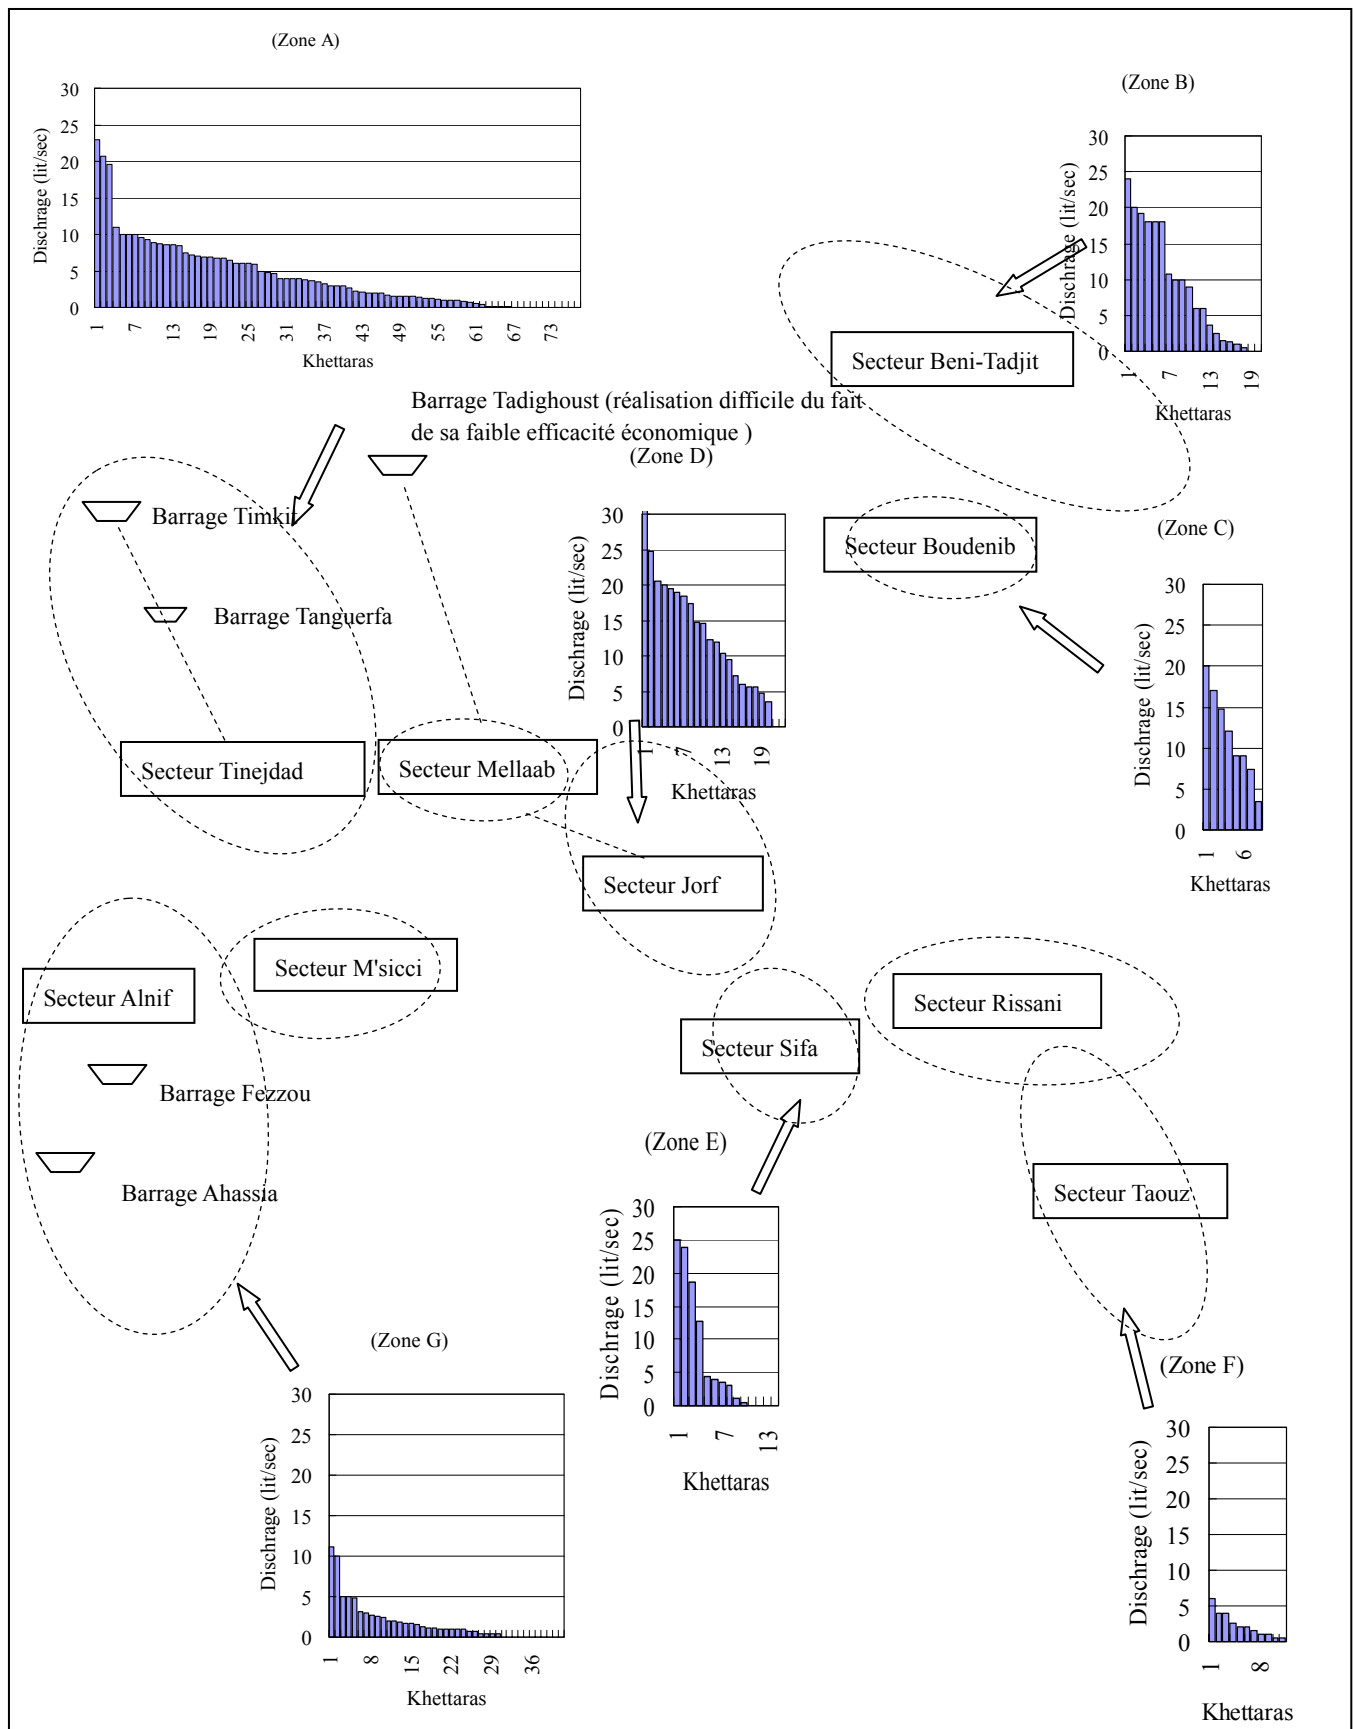 (Zone A)
Dischrage (lit/sec)
30
25
20
15
10
5
0
1 7 13 19 25 31 37 43 49 55 61 67 73
Khettaras
(Zone B)
Dischrage (lit/sec)
30
25
20
15
10
5
0
1 7 13 19
Khettaras
Secteur Beni-Tadjit
Barrage Tadighoust (réalisation difficile du fait
de sa faible efficacité économique )
(Zone D)
Dischrage (lit/sec)
30
25
20
15
10
5
0
1 7 13 19
Khettaras
Barrage Timkit
Barrage Tanguerfa
Secteur Boudenib
(Zone C)
Dischrage (lit/sec)
30
25
20
15
10
5
0
1 6
Khettaras
Secteur Tinejdad
Secteur Mellaab
Secteur Jorf
Secteur M'sicci
Secteur Alnif
Secteur Rissani
Secteur Sifa
Barrage Fezzou
Barrage Ahassia
(Zone E)
Dischrage (lit/sec)
30
25
20
15
10
5
0
1 7 13
Khettaras
Secteur Taouz
(Zone G)
Dischrage (lit/sec)
30
25
20
15
10
5
0
1 8 15 22 29 36
Khettaras
(Zone F)
Dischrage (lit/sec)
30
25
20
15
10
5
0
1 8
Khettaras